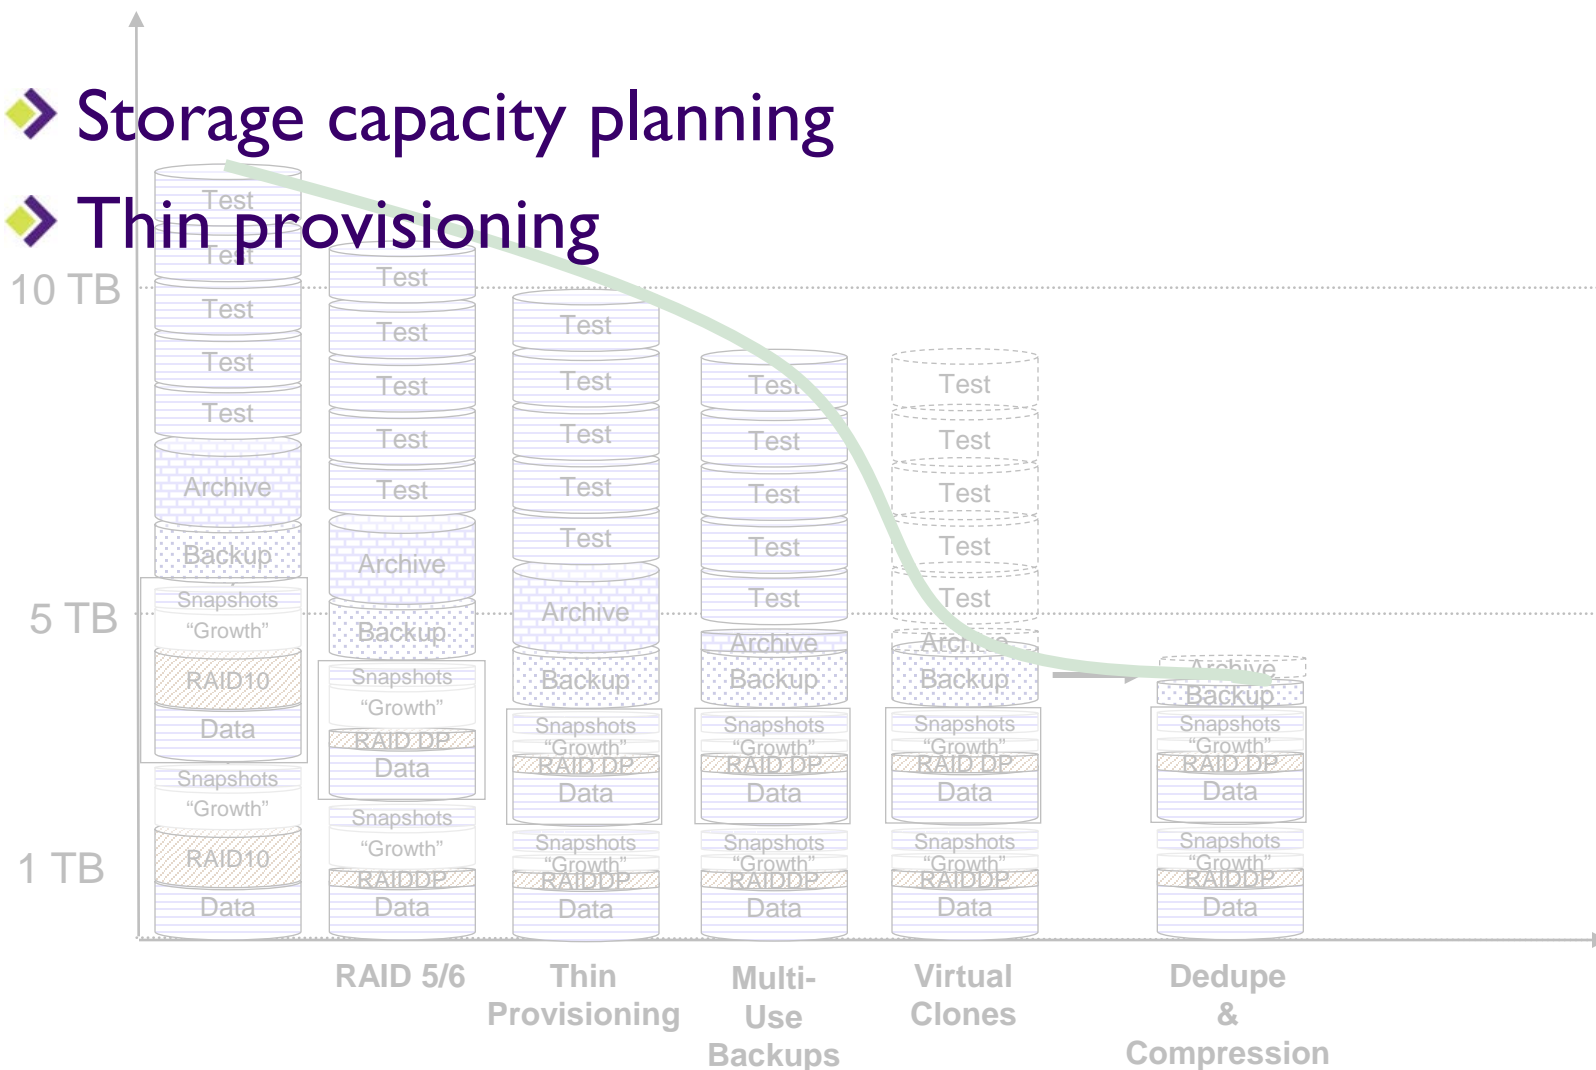 Storage capacity planning
Thin provisioning
10 TB
5 TB
1 TB
Test
Test
Test
Test
Test
Archive
Backup
Snapshots
“Growth”
RAID10
Data
Snapshots
“Growth”
RAID10
Data
Test
Test
Test
Test
Test
Archive
Backup
Snapshots
“Growth”
RAID DP
Data
Snapshots
“Growth”
RAIDDP
Data
RAID 5/6
Test
Test
Test
Test
Test
Archive
Backup
Snapshots
“Growth”
RAID DP
Data
Snapshots
“Growth”
RAIDDP
Data
Thin
Provisioning
Test
Test
Test
Test
Test
Archive
Backup
Snapshots
“Growth”
RAID DP
Data
Snapshots
“Growth”
RAIDDP
Data
Multi-
Use
Backups
Test
Test
Test
Test
Test
Archive
Backup
Snapshots
“Growth”
RAID DP
Data
Snapshots
“Growth”
RAIDDP
Data
Virtual
Clones
Archive
Backup
Snapshots
“Growth”
RAID DP
Data
Snapshots
“Growth”
RAIDDP
Data
Dedupe
&
Compression